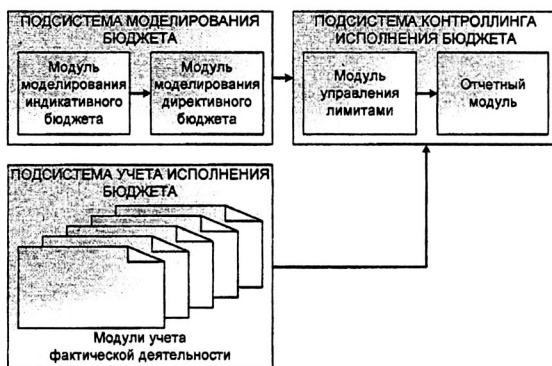 ПОДСИСТЕМА МОДЕЛИРОВАНИЯ
БЮДЖЕТА
Модуль
моделирования
индикативного
бюджета
Модуль
моделирования
директивного
бюджета
ПОДСИСТЕМА КОНТРОЛЛИНГА
ИСПОЛНЕНИЯ БЮДЖЕТА
Модуль
управления
лимитами
Отчетный
модуль
ПОДСИСТЕМА УЧЕТА ИСПОЛНЕНИЯ
БЮДЖЕТА
Модули учета
фактической деятельности